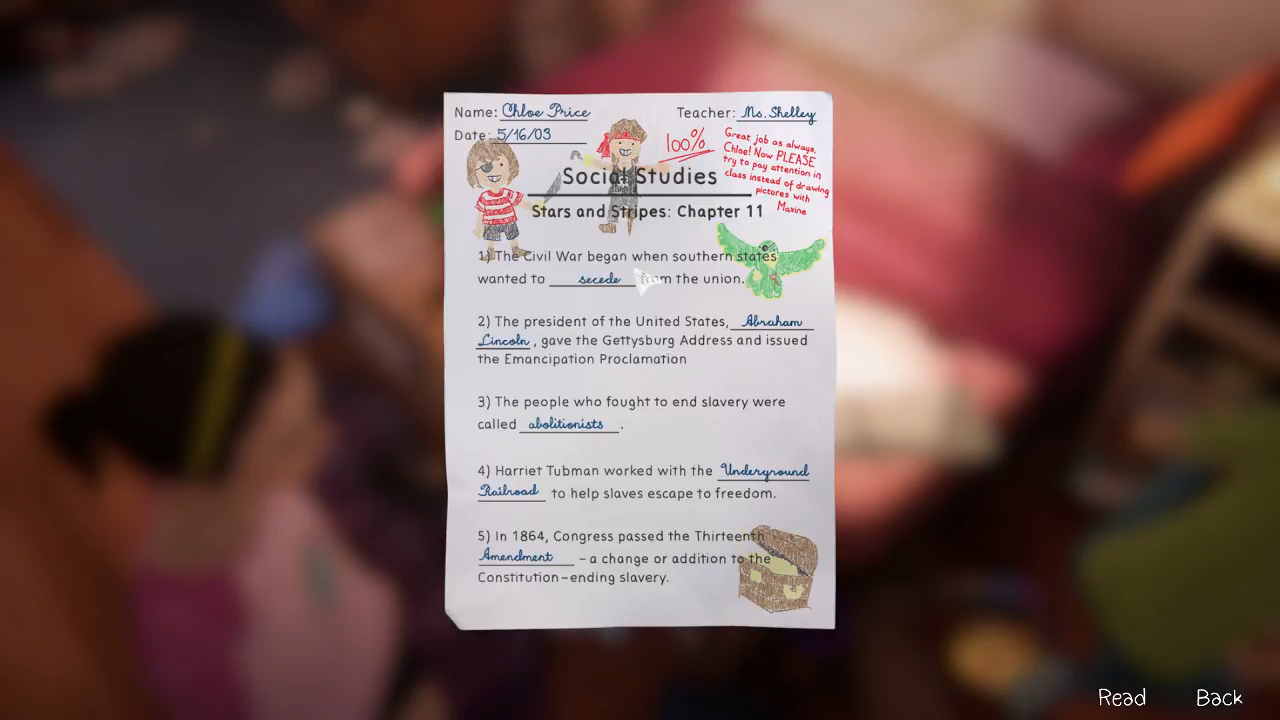 Name: Chloe Price
Teacher: Ms. Shelley
Date: 5/16/03
100%
Great job as always,
Chloe! Now PLEASE
try to pay attention in
class instead of drawing
pictures with
Maxine
Social Studies
Stars and Stripes: Chapter 11
1) The Civil War began when southern states
wanted to secede from the union.
2) The president of the United States, Abraham
Lincoln, gave the Gettysburg Address and issued
the Emancipation Proclamation
3) The people who fought to end slavery were
called abolitionists.
4) Harriet Tubman worked with the Underground
Railroad to help slaves escape to freedom.
5) In 1864, Congress passed the Thirteenth
Amendment - a change or addition to the
Constitution-ending slavery.
Read
Back